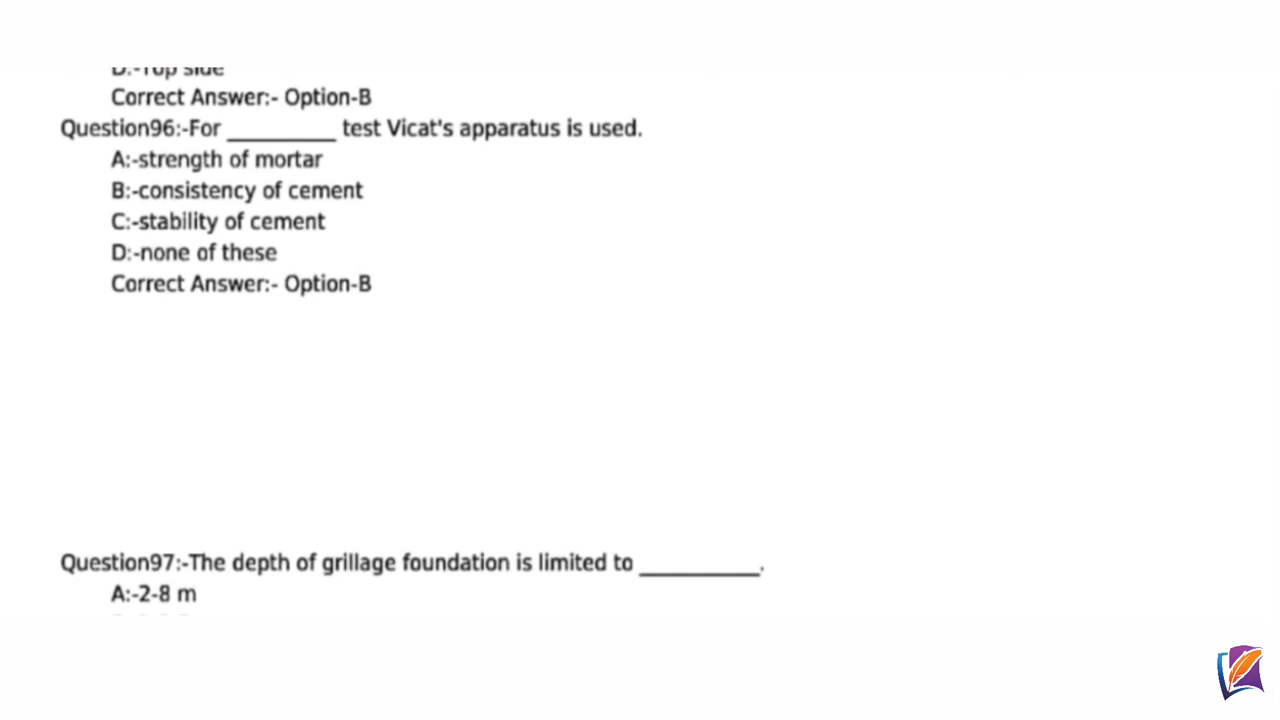 D:-Top side
Correct Answer:- Option-B
Question96:-For __________ test Vicat's apparatus is used.
A:-strength of mortar
B:-consistency of cement
C:-stability of cement
D:-none of these
Correct Answer:- Option-B
Question97:-The depth of grillage foundation is limited to ___________.
A:-2-8 m